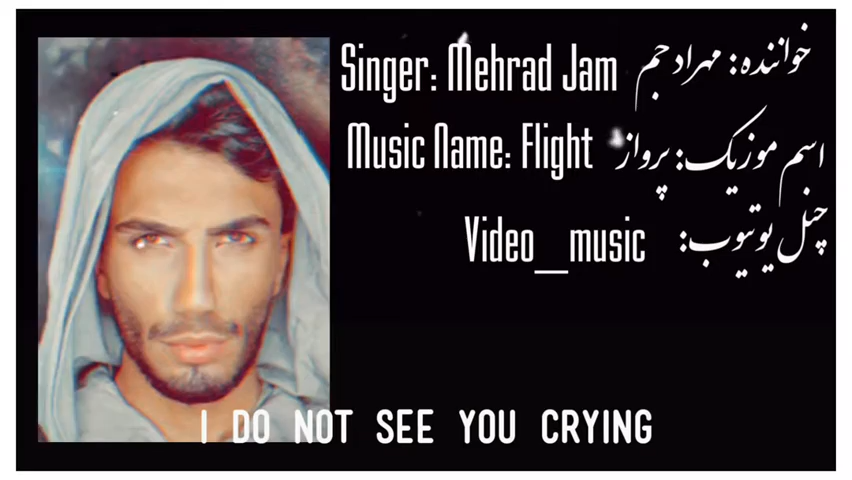 Singer: Mehrad Jam خواننده: مهراد جم
Music Name: Flight اسم موزیک: پرواز
Video_music چنل یوتیوب:
I DO NOT SEE YOU CRYING